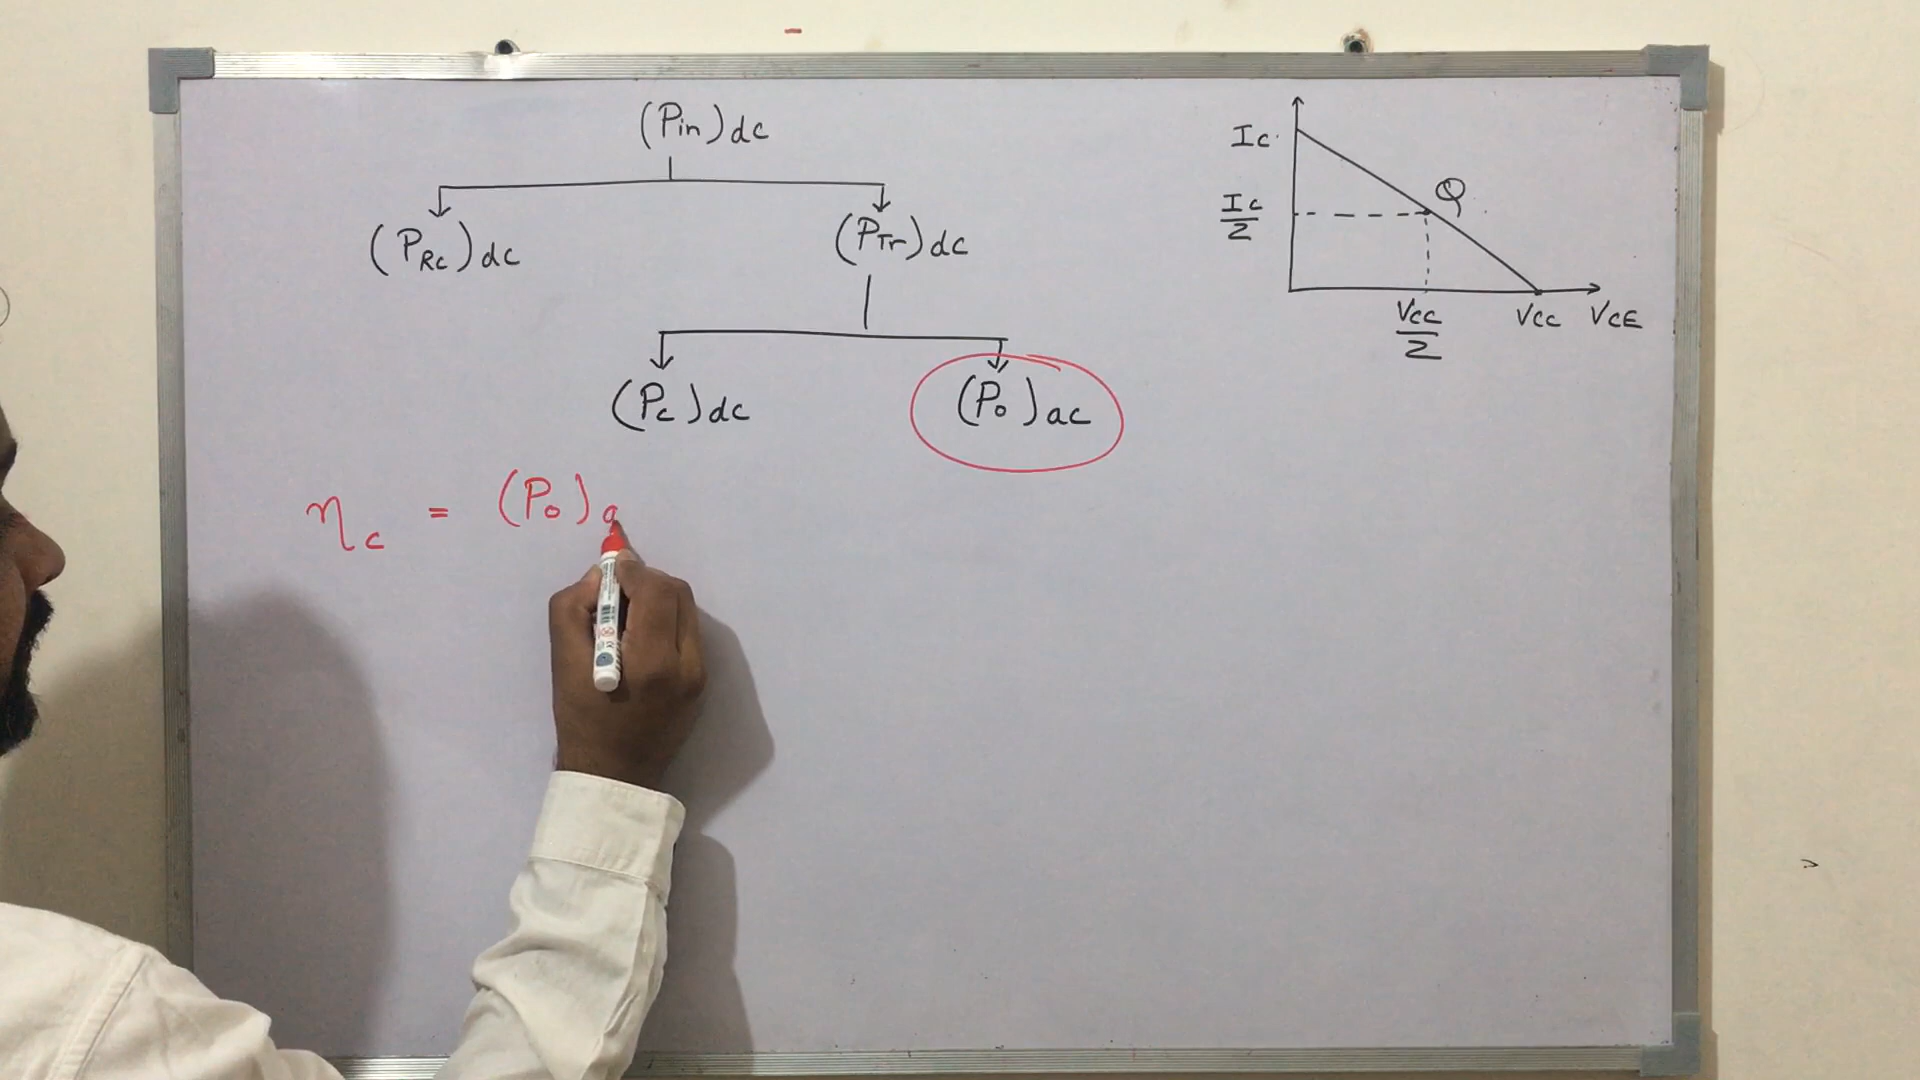 (Pin)dc
(PRc)dc
(PTr)dc
(Pc)dc
(Po)ac
ηc = (Po)a
Ic
Ic/2
Q
Vcc/2
Vcc
VCE